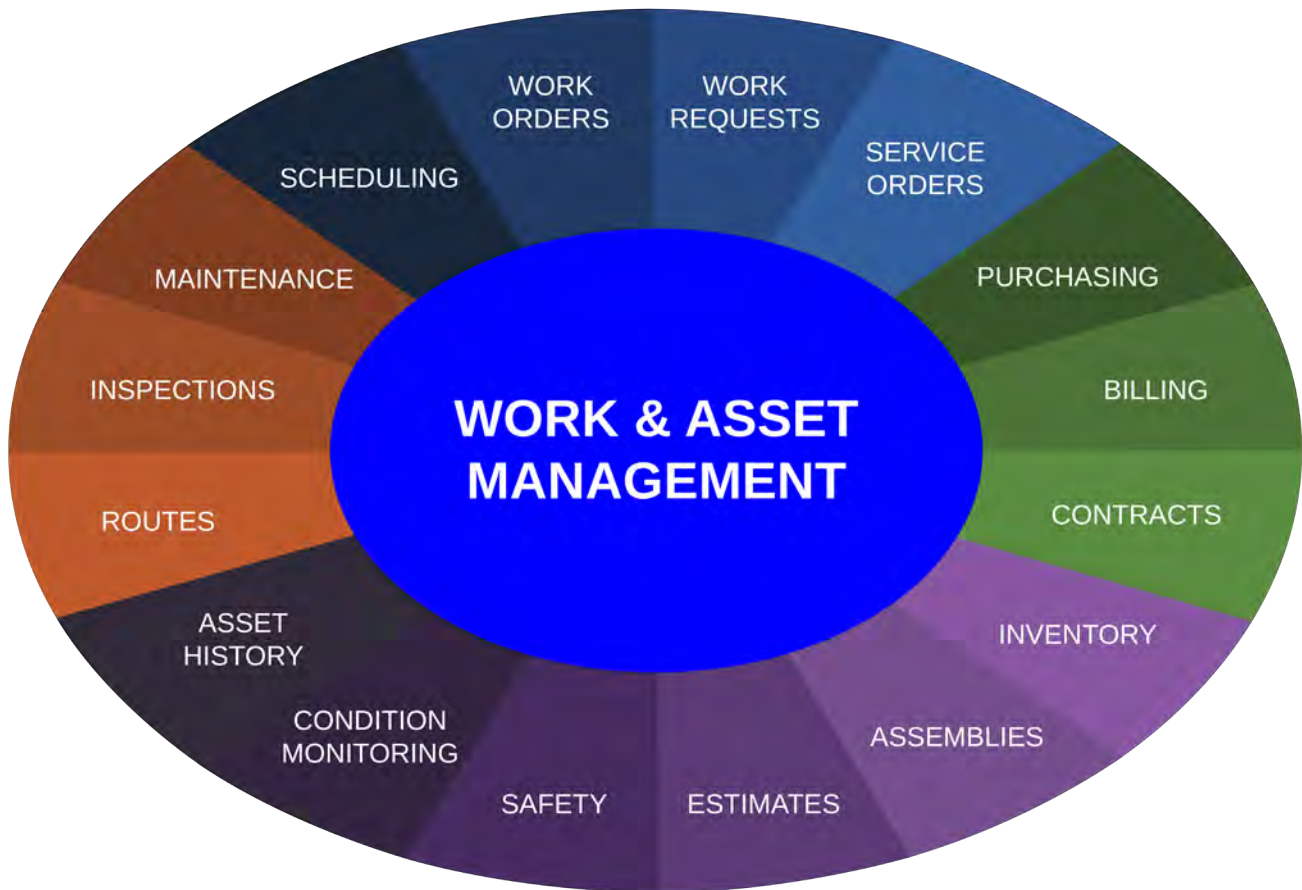 WORK
ORDERS
WORK
REQUESTS
SERVICE
ORDERS
SCHEDULING
PURCHASING
MAINTENANCE
BILLING
INSPECTIONS
WORK & ASSET
MANAGEMENT
CONTRACTS
ROUTES
INVENTORY
ASSET
HISTORY
CONDITION
MONITORING
ASSEMBLIES
SAFETY
ESTIMATES